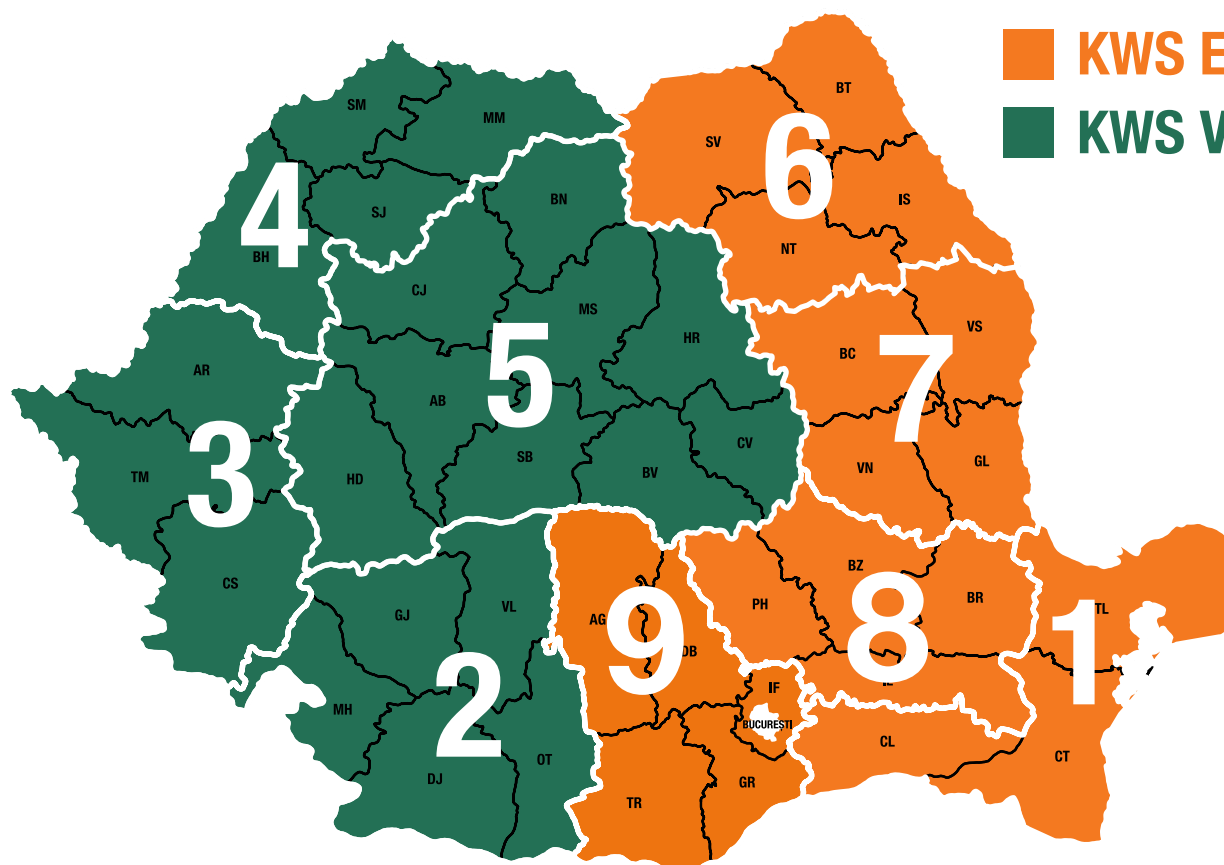 KWS E
KWS V
BT
SM
MM
SV
6
IS
BN
4
SJ
NT
BH
CJ
MS
VS
HR
BC
7
AR
5
AB
CV
SB
GL
VN
BV
3
TM
HD
BZ
CS
BR
PH
VL
TL
GJ
AG
8
1
9
DB
IF
MH
2
BUCUREȘTI
CL
OT
CT
DJ
GR
TR